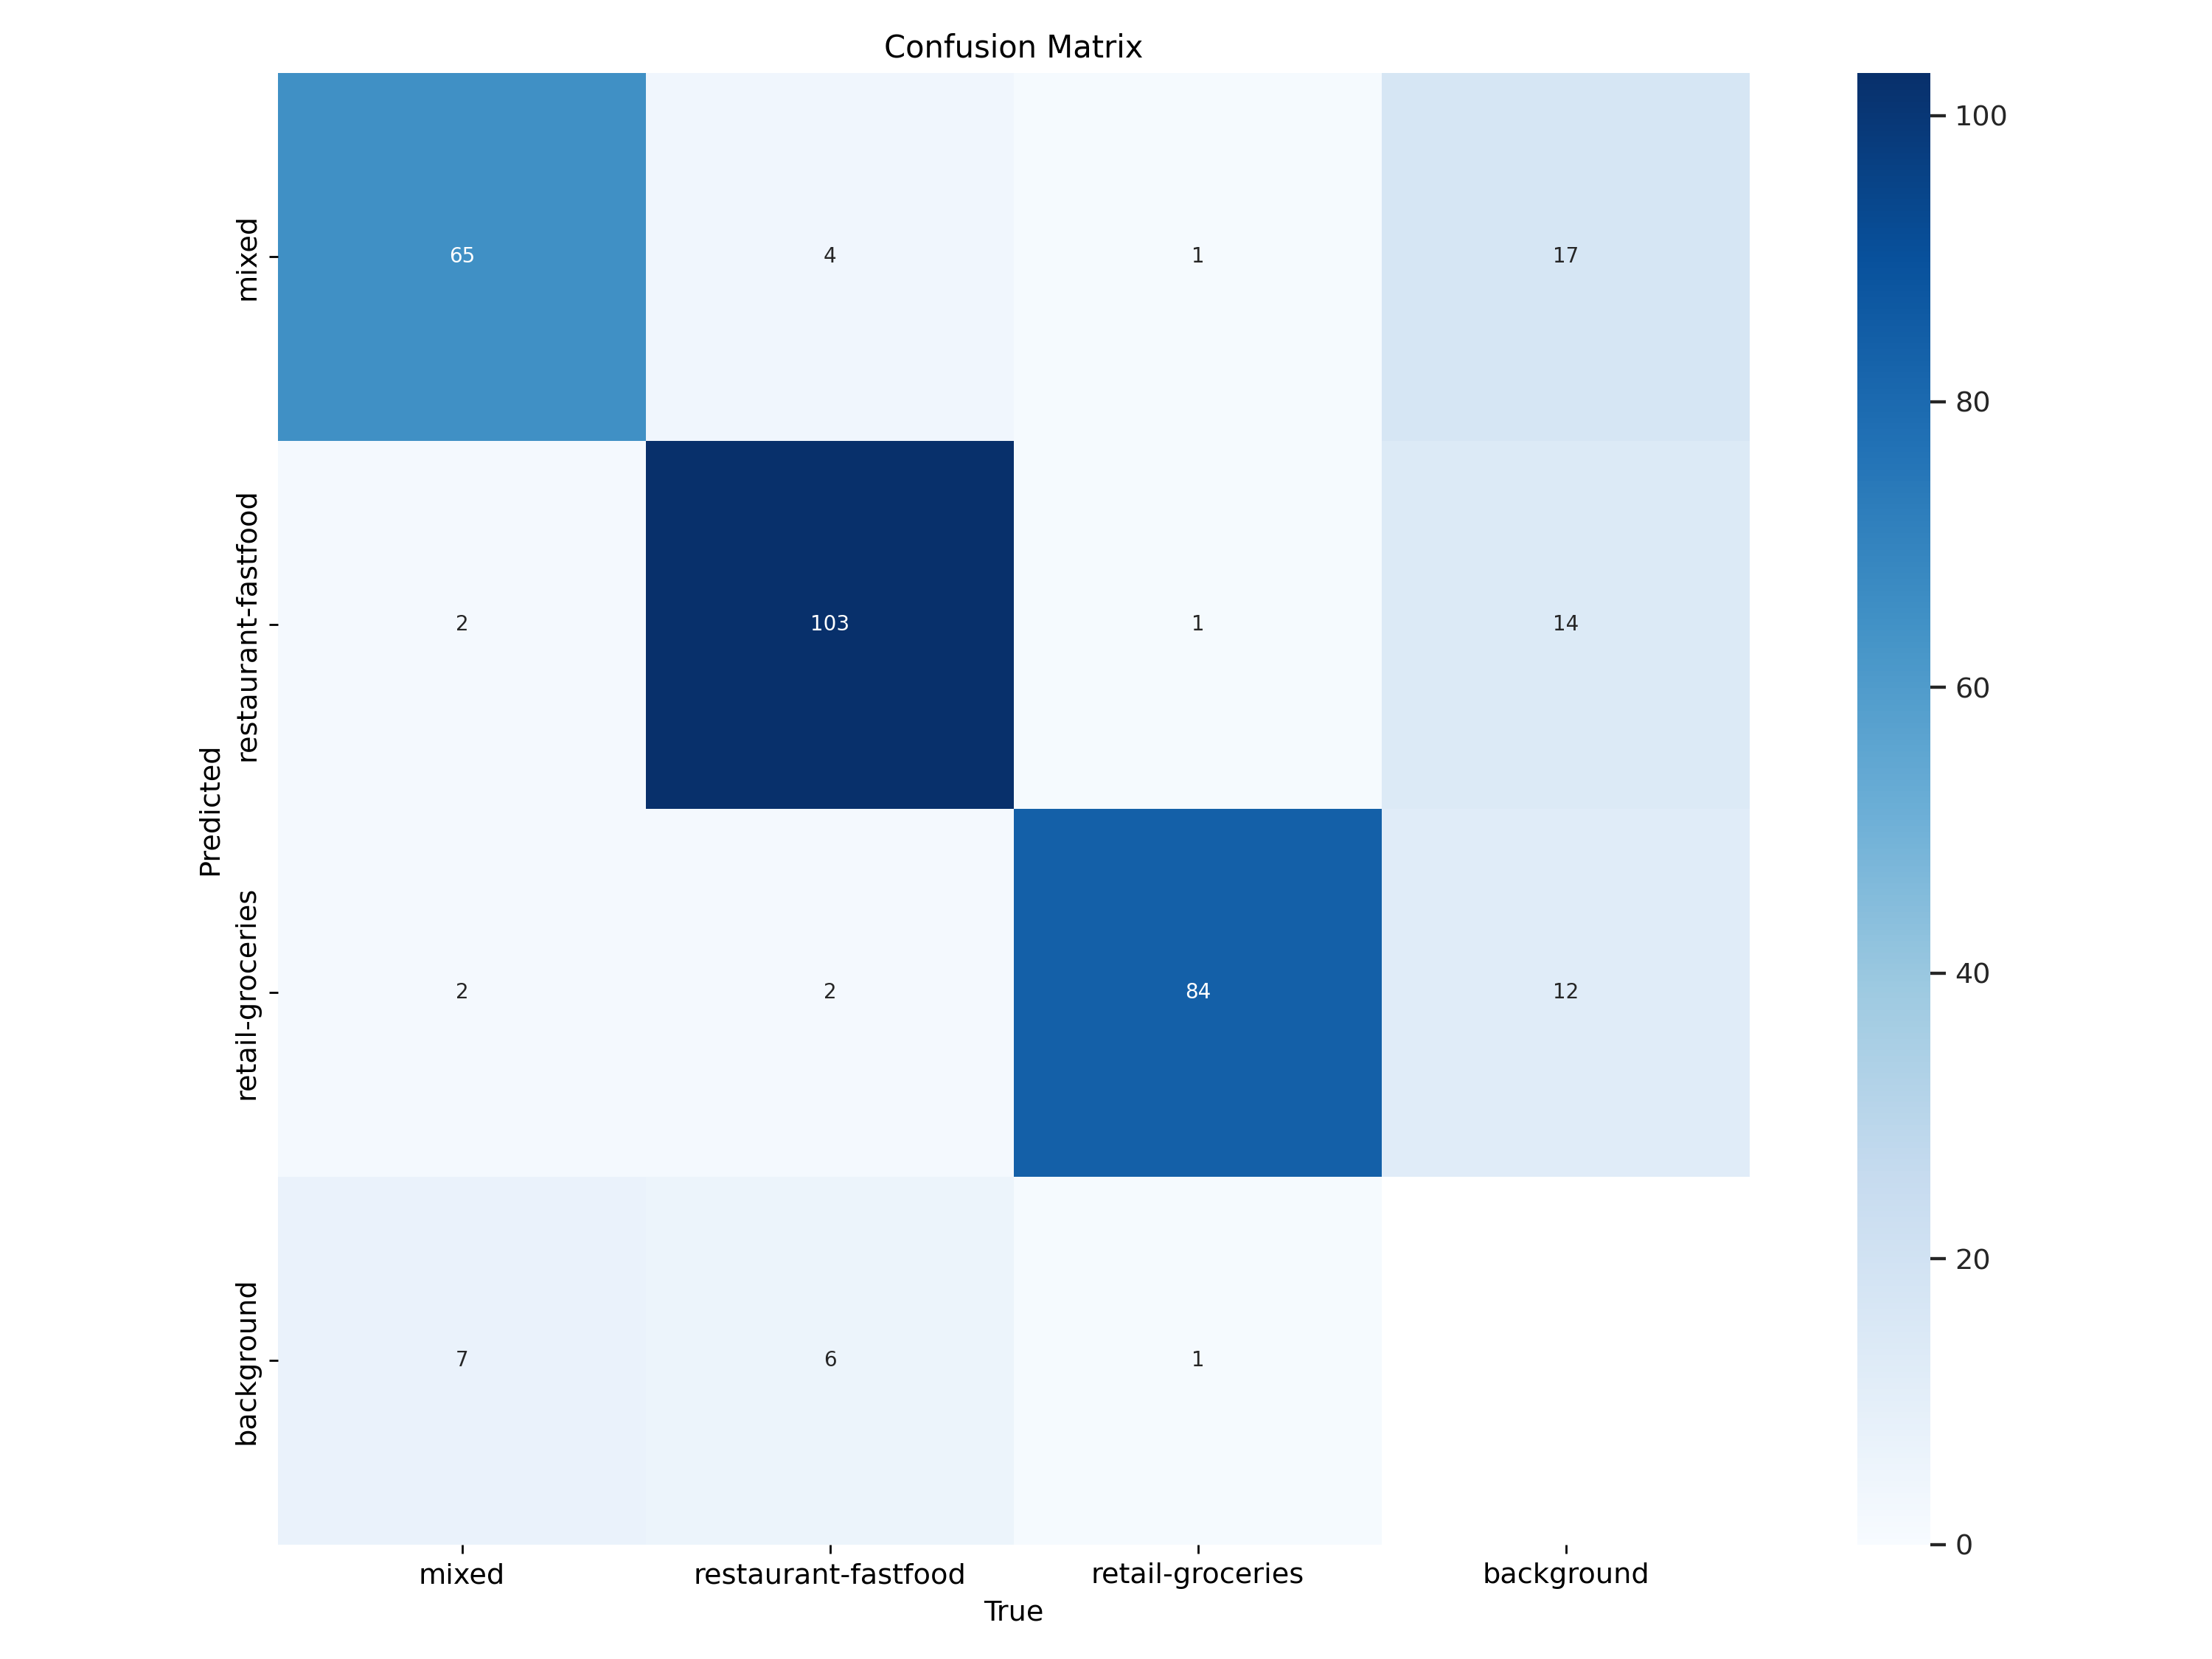 Confusion Matrix
mixed
65
4
1
17
restaurant-fastfood
2
103
1
14
retail-groceries
2
2
84
12
background
7
6
1
Predicted
mixed
restaurant-fastfood
retail-groceries
background
True
100
80
60
40
20
0